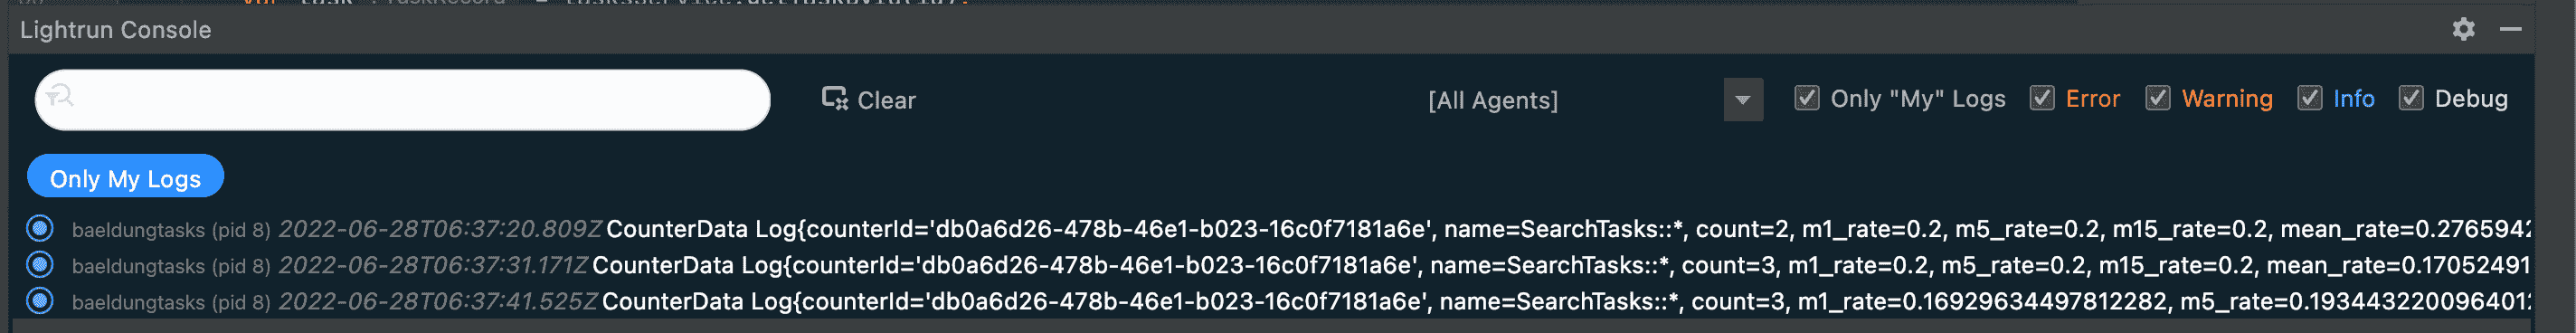 Lightrun Console
Clear [All Agents] Only "My" Logs Error Warning Info Debug
Only My Logs
baeldungtasks (pid 8) 2022-06-28T06:37:20.809Z CounterData Log{counterId='db0a6d26-478b-46e1-b023-16c0f7181a6e', name=SearchTasks::*, count=2, m1_rate=0.2, m5_rate=0.2, m15_rate=0.2, mean_rate=0.2765942
baeldungtasks (pid 8) 2022-06-28T06:37:31.171Z CounterData Log{counterId='db0a6d26-478b-46e1-b023-16c0f7181a6e', name=SearchTasks::*, count=3, m1_rate=0.2, m5_rate=0.2, m15_rate=0.2, mean_rate=0.17052491
baeldungtasks (pid 8) 2022-06-28T06:37:41.525Z CounterData Log{counterId='db0a6d26-478b-46e1-b023-16c0f7181a6e', name=SearchTasks::*, count=3, m1_rate=0.16929634497812282, m5_rate=0.1934432200964012